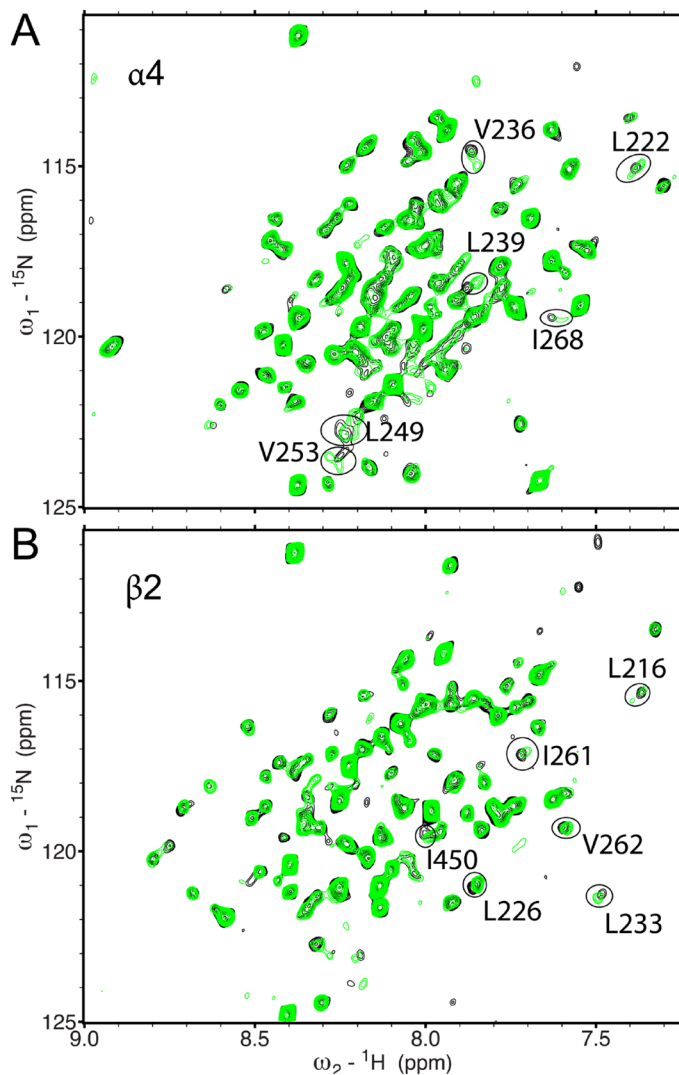 A
α4
V236
L222
L239
I268
L249
V253
115
120
125
ω1 - 15N (ppm)
B
β2
L216
I261
V262
I450
L226
L233
115
120
125
ω1 - 15N (ppm)
9.0 8.5 8.0 7.5
ω2 - 1H (ppm)